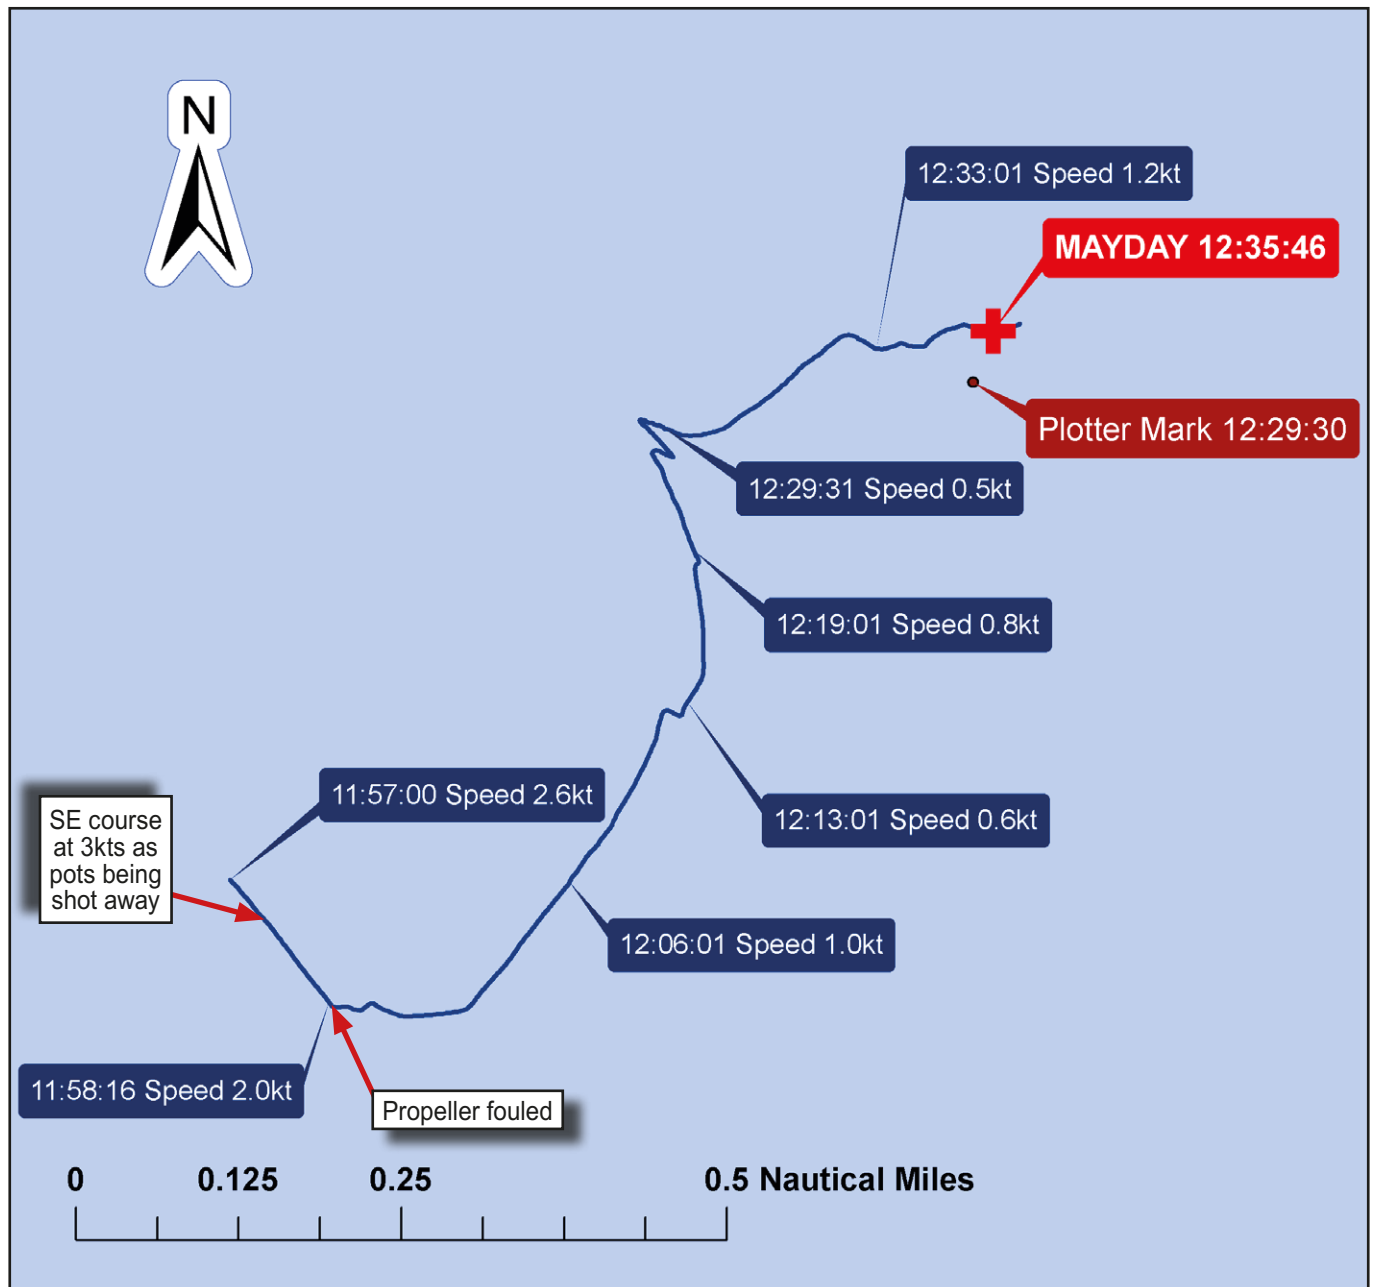 N
12:33:01 Speed 1.2kt
MAYDAY 12:35:46
Plotter Mark 12:29:30
12:29:31 Speed 0.5kt
12:19:01 Speed 0.8kt
11:57:00 Speed 2.6kt
12:13:01 Speed 0.6kt
SE course
at 3kts as
pots being
shot away
12:06:01 Speed 1.0kt
11:58:16 Speed 2.0kt
Propeller fouled
0 0.125 0.25 0.5 Nautical Miles